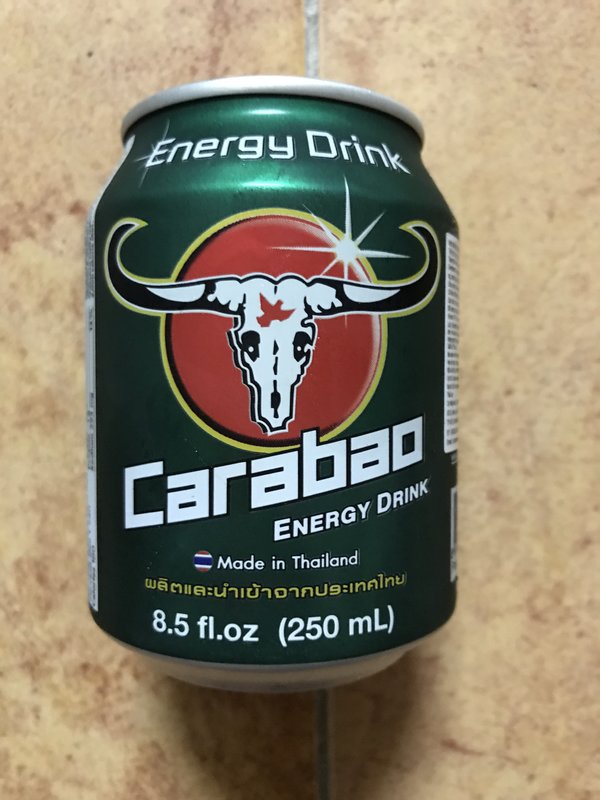 Energy Drink
Carabao
ENERGY DRINK
Made in Thailand
ผลิตและนำเข้าจากประเทศไทย
8.5 fl.oz (250 mL)